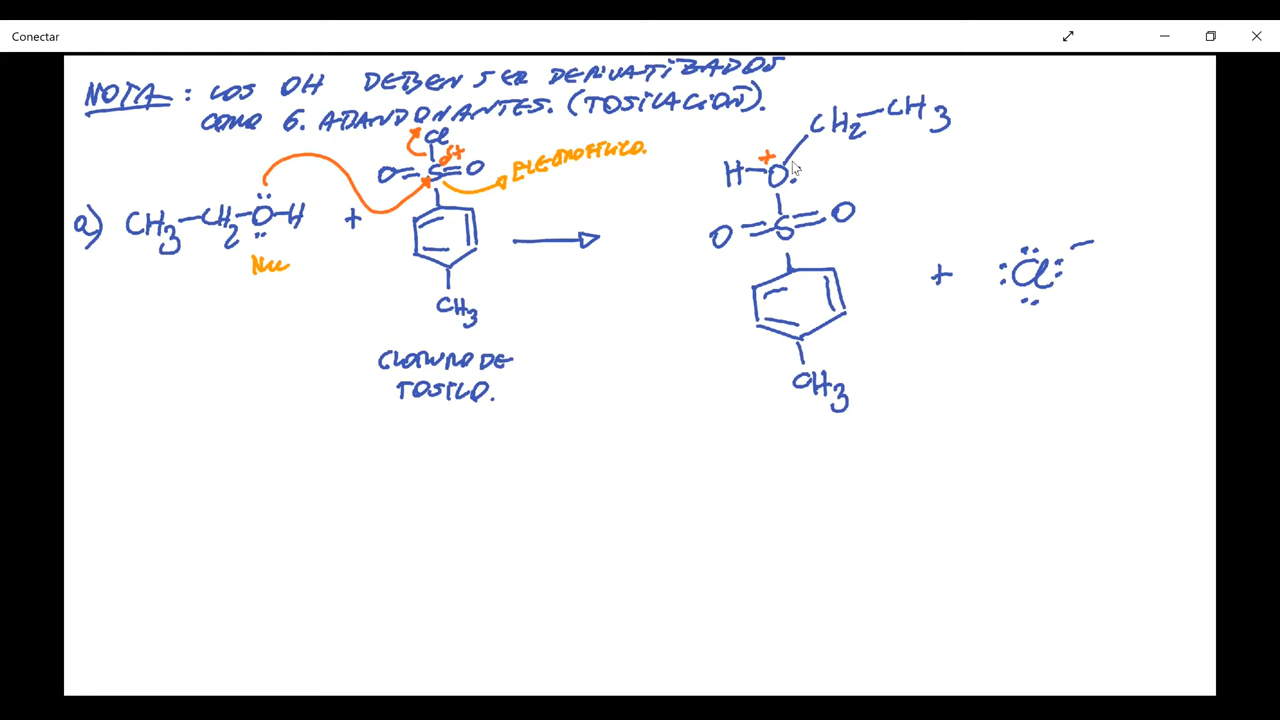 Conectar
NOTA: LOS OH DEBEN SER DERIVATIZADOS
COMO G. ABANDONANTES. (TOSILACIÓN).
Cl
O=S=O δ+
ELECTROFÍLICO.
a) CH3-CH2-Ö-H +
Nu
CH3
CLORURO DE
TOSILO.
CH2-CH3
H-O +
O=S=O
CH3
+ :Cl: −